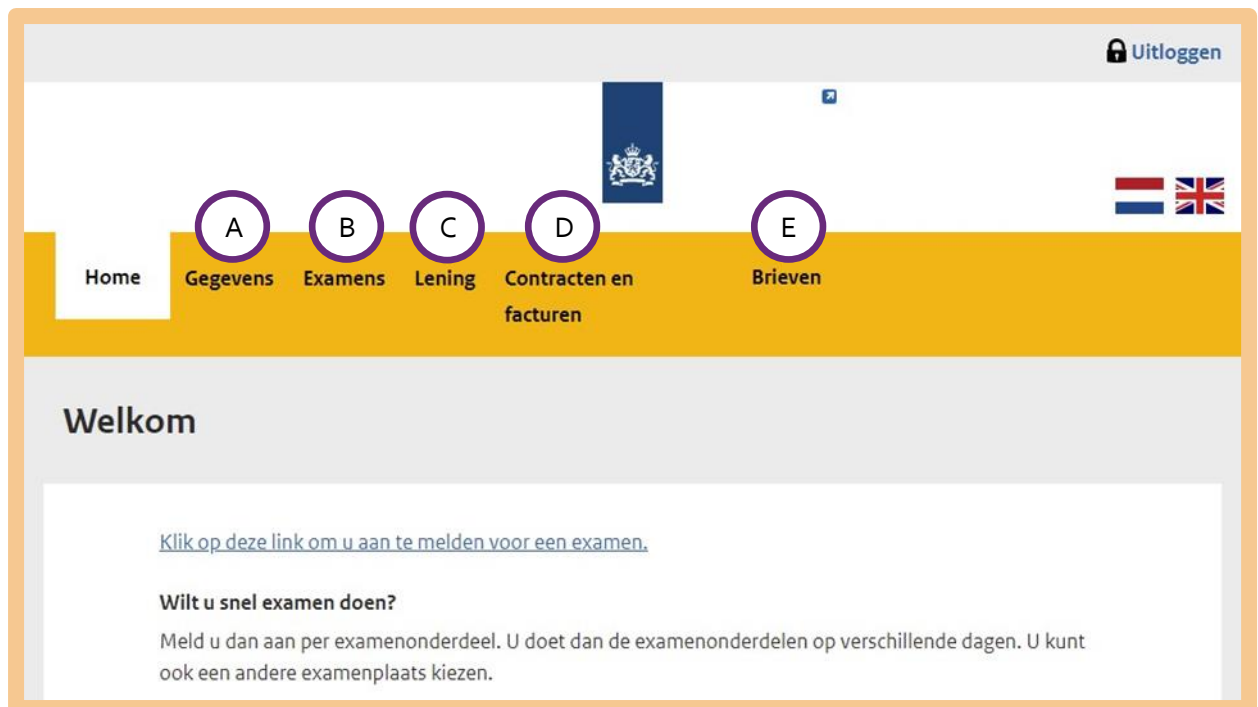 Uitloggen
A B C D E
Home Gegevens Examens Lening Contracten en Brieven
facturen
Welkom
Klik op deze link om u aan te melden voor een examen.
Wilt u snel examen doen?
Meld u dan aan per examenonderdeel. U doet dan de examenonderdelen op verschillende dagen. U kunt
ook een andere examenplaats kiezen.